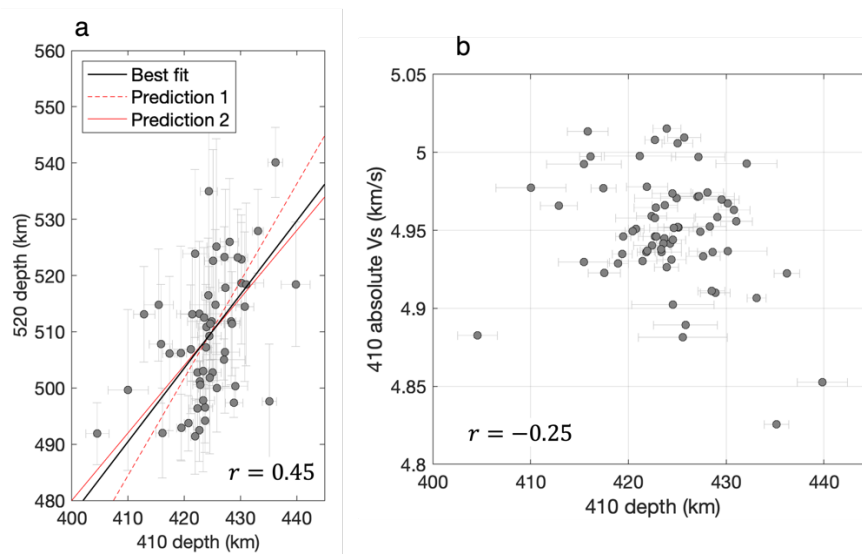 a
560
550
540
530
520
510
500
490
480
520 depth (km)
Best fit
Prediction 1
Prediction 2
r = 0.45
400
410
420
430
440
410 depth (km)
b
5.05
5
4.95
4.9
4.85
4.8
410 absolute Vs (km/s)
r = −0.25
400
410
420
430
440
410 depth (km)